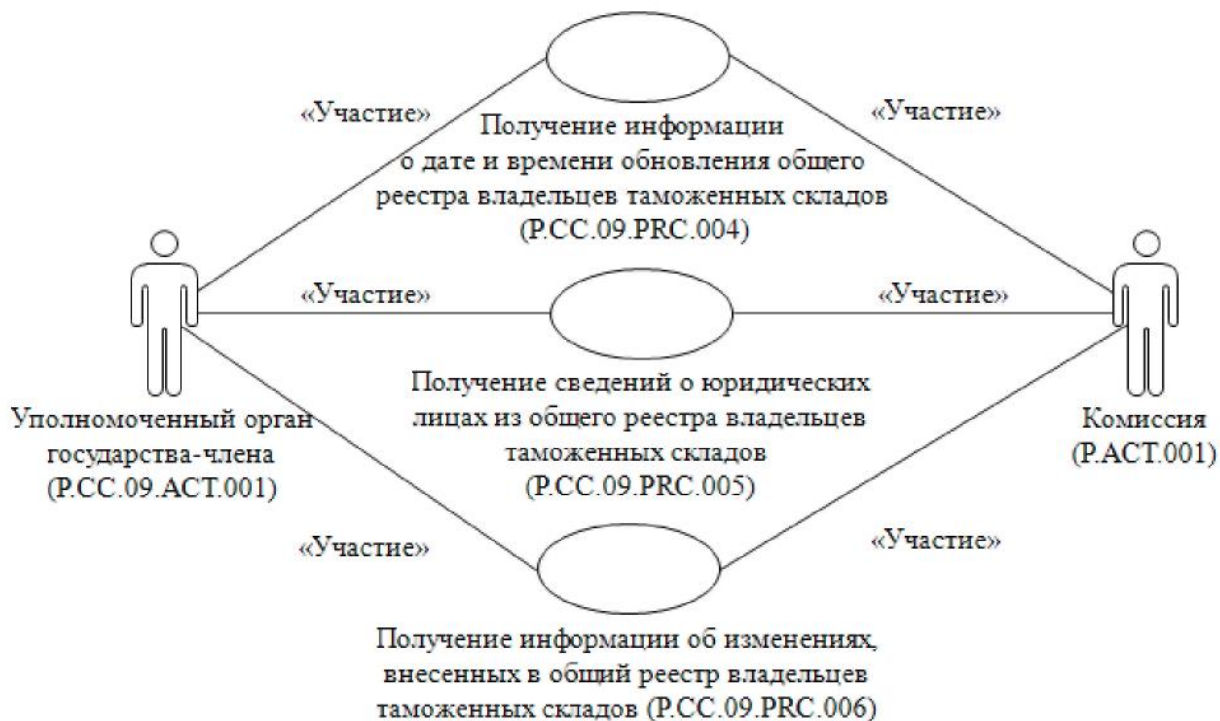 «Участие»
«Участие»
Получение информации
о дате и времени обновления общего
реестра владельцев таможенных складов
(P.CC.09.PRC.004)
«Участие»
«Участие»
Получение сведений о юридических
лицах из общего реестра владельцев
таможенных складов
(P.CC.09.PRC.005)
Уполномоченный орган
государства-члена
(P.CC.09.ACT.001)
Комиссия
(P.ACT.001)
«Участие»
«Участие»
Получение информации об изменениях,
внесенных в общий реестр владельцев
таможенных складов (P.CC.09.PRC.006)